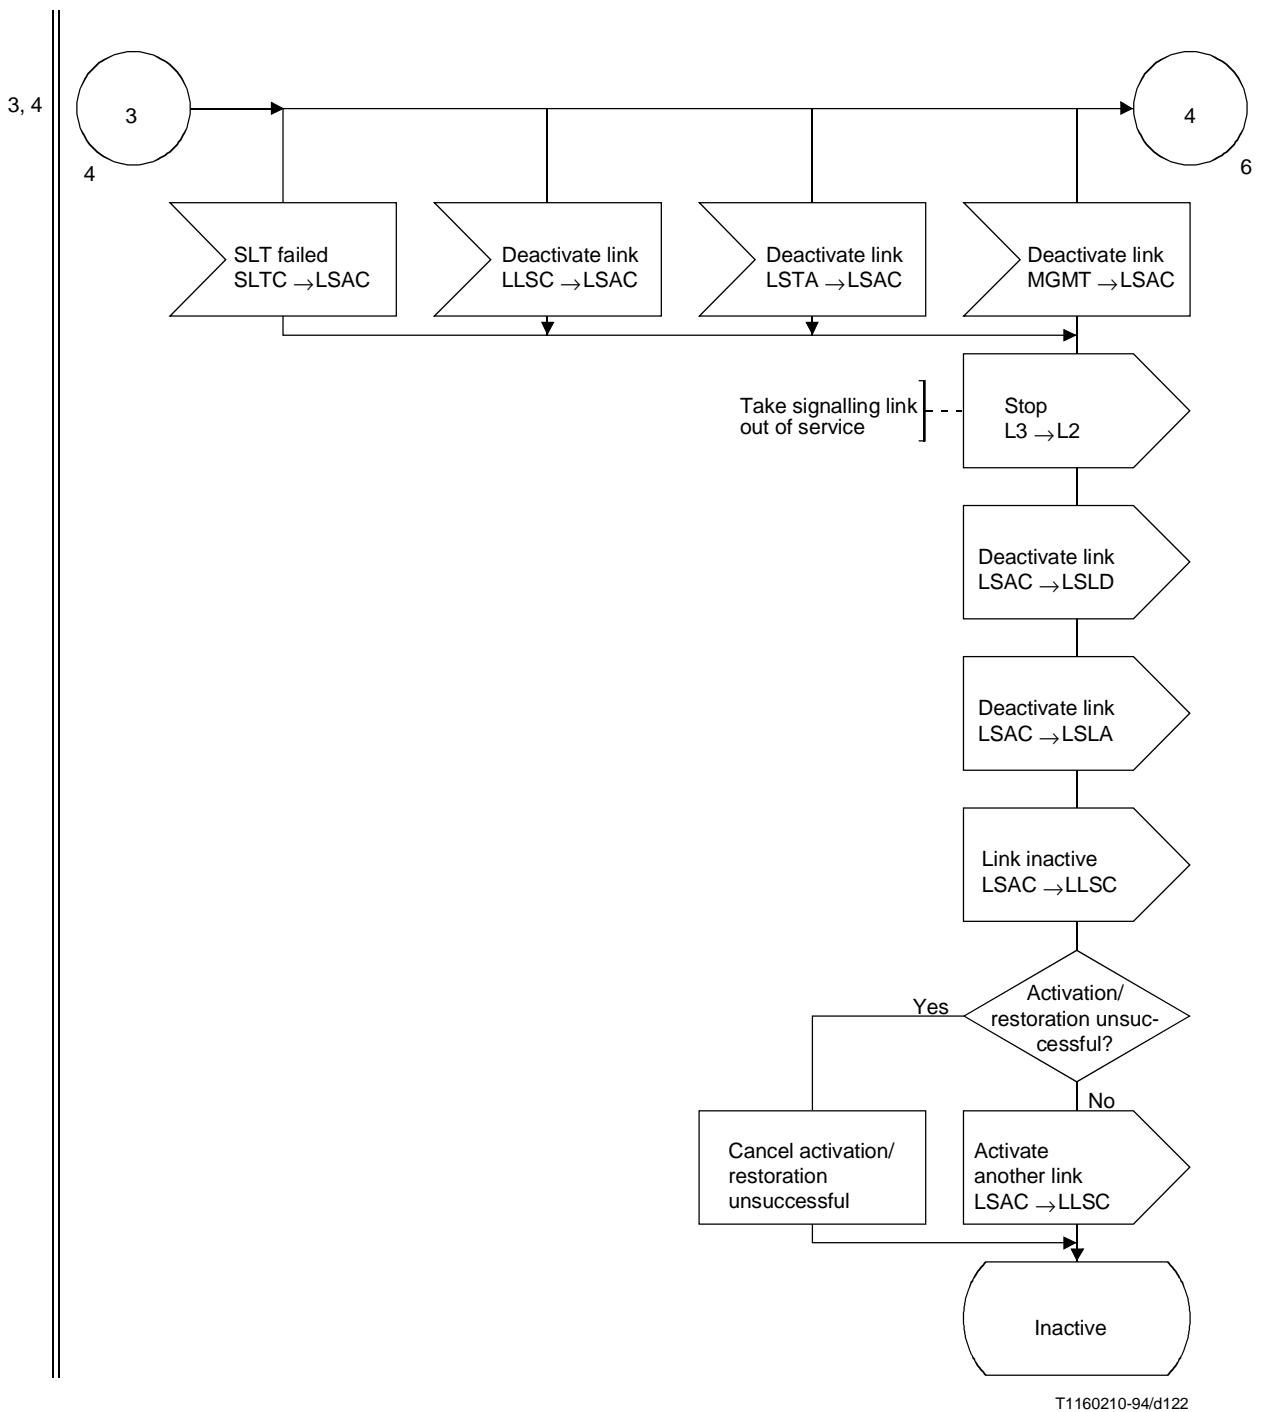 3, 4
3
4
4
6
SLT failed
SLTC → LSAC
Deactivate link
LLSC → LSAC
Deactivate link
LSTA → LSAC
Deactivate link
MGMT → LSAC
Take signalling link
out of service
Stop
L3 → L2
Deactivate link
LSAC → LSLD
Deactivate link
LSAC → LSLA
Link inactive
LSAC → LLSC
Yes
Activation/
restoration unsuc-
cessful?
No
Cancel activation/
restoration
unsuccessful
Activate
another link
LSAC → LLSC
Inactive
T1160210-94/d122